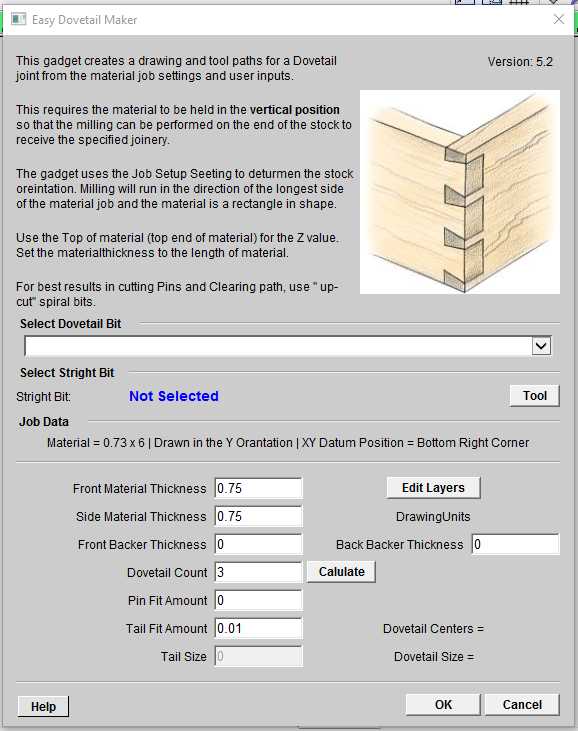 Easy Dovetail Maker
This gadget creates a drawing and tool paths for a Dovetail
joint from the material job settings and user inputs.
Version: 5.2
This requires the material to be held in the vertical position
so that the milling can be performed on the end of the stock to
receive the specified joinery.
The gadget uses the Job Setup Seeting to deturmen the stock
oreintation. Milling will run in the direction of the longest side
of the material job and the material is a rectangle in shape.
Use the Top of material (top end of material) for the Z value.
Set the materialthickness to the length of material.
For best results in cutting Pins and Clearing path, use " up-
cut" spiral bits.
Select Dovetail Bit
Select Stright Bit
Stright Bit: Not Selected Tool
Job Data
Material = 0.73 x 6 | Drawn in the Y Orantation | XY Datum Position = Bottom Right Corner
Front Material Thickness 0.75 Edit Layers
Side Material Thickness 0.75 DrawingUnits
Front Backer Thickness 0 Back Backer Thickness 0
Dovetail Count 3 Calulate
Pin Fit Amount 0
Tail Fit Amount 0.01 Dovetail Centers =
Tail Size 0 Dovetail Size =
Help OK Cancel